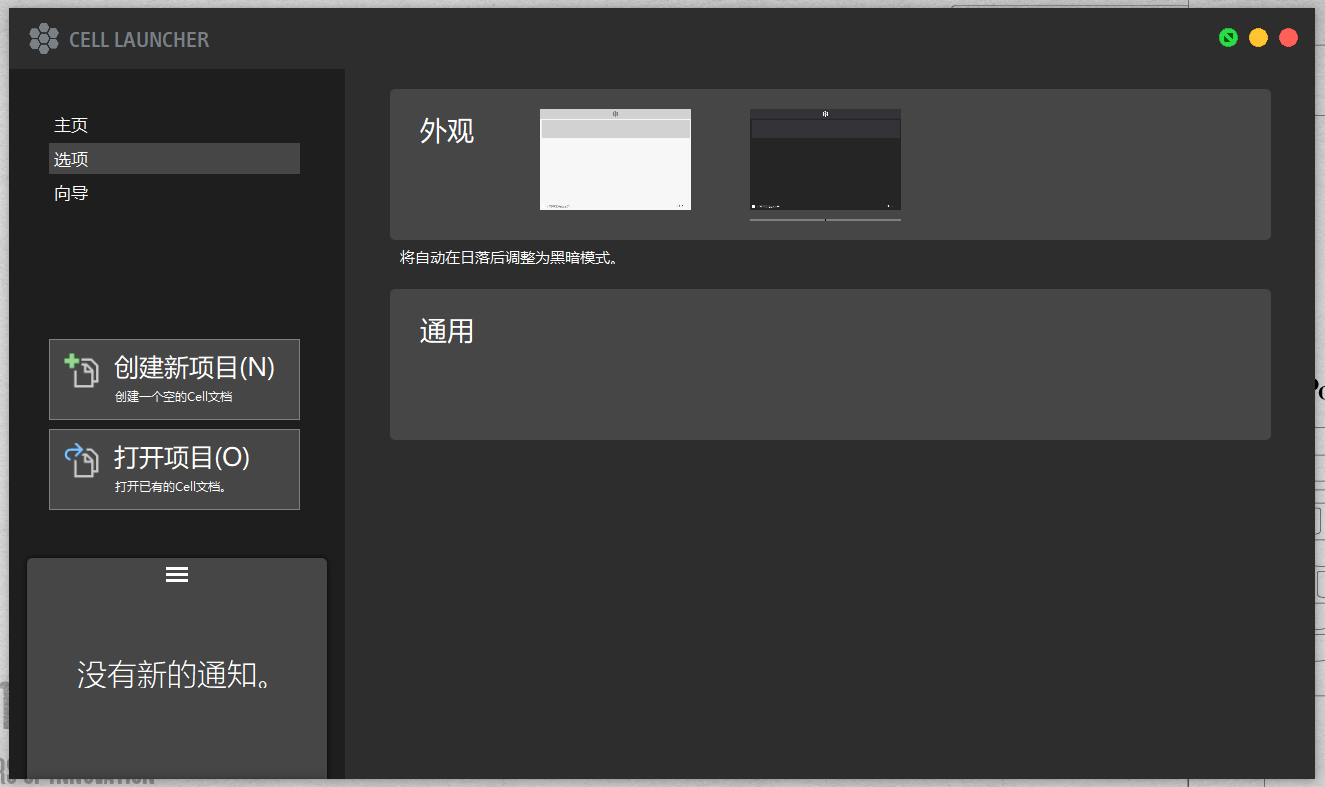 CELL LAUNCHER
主页
选项
向导
创建新项目(N)
创建一个空的Cell文档
打开项目(O)
打开已有的Cell文档。
没有新的通知。
外观
将自动在日落后调整为黑暗模式。
通用